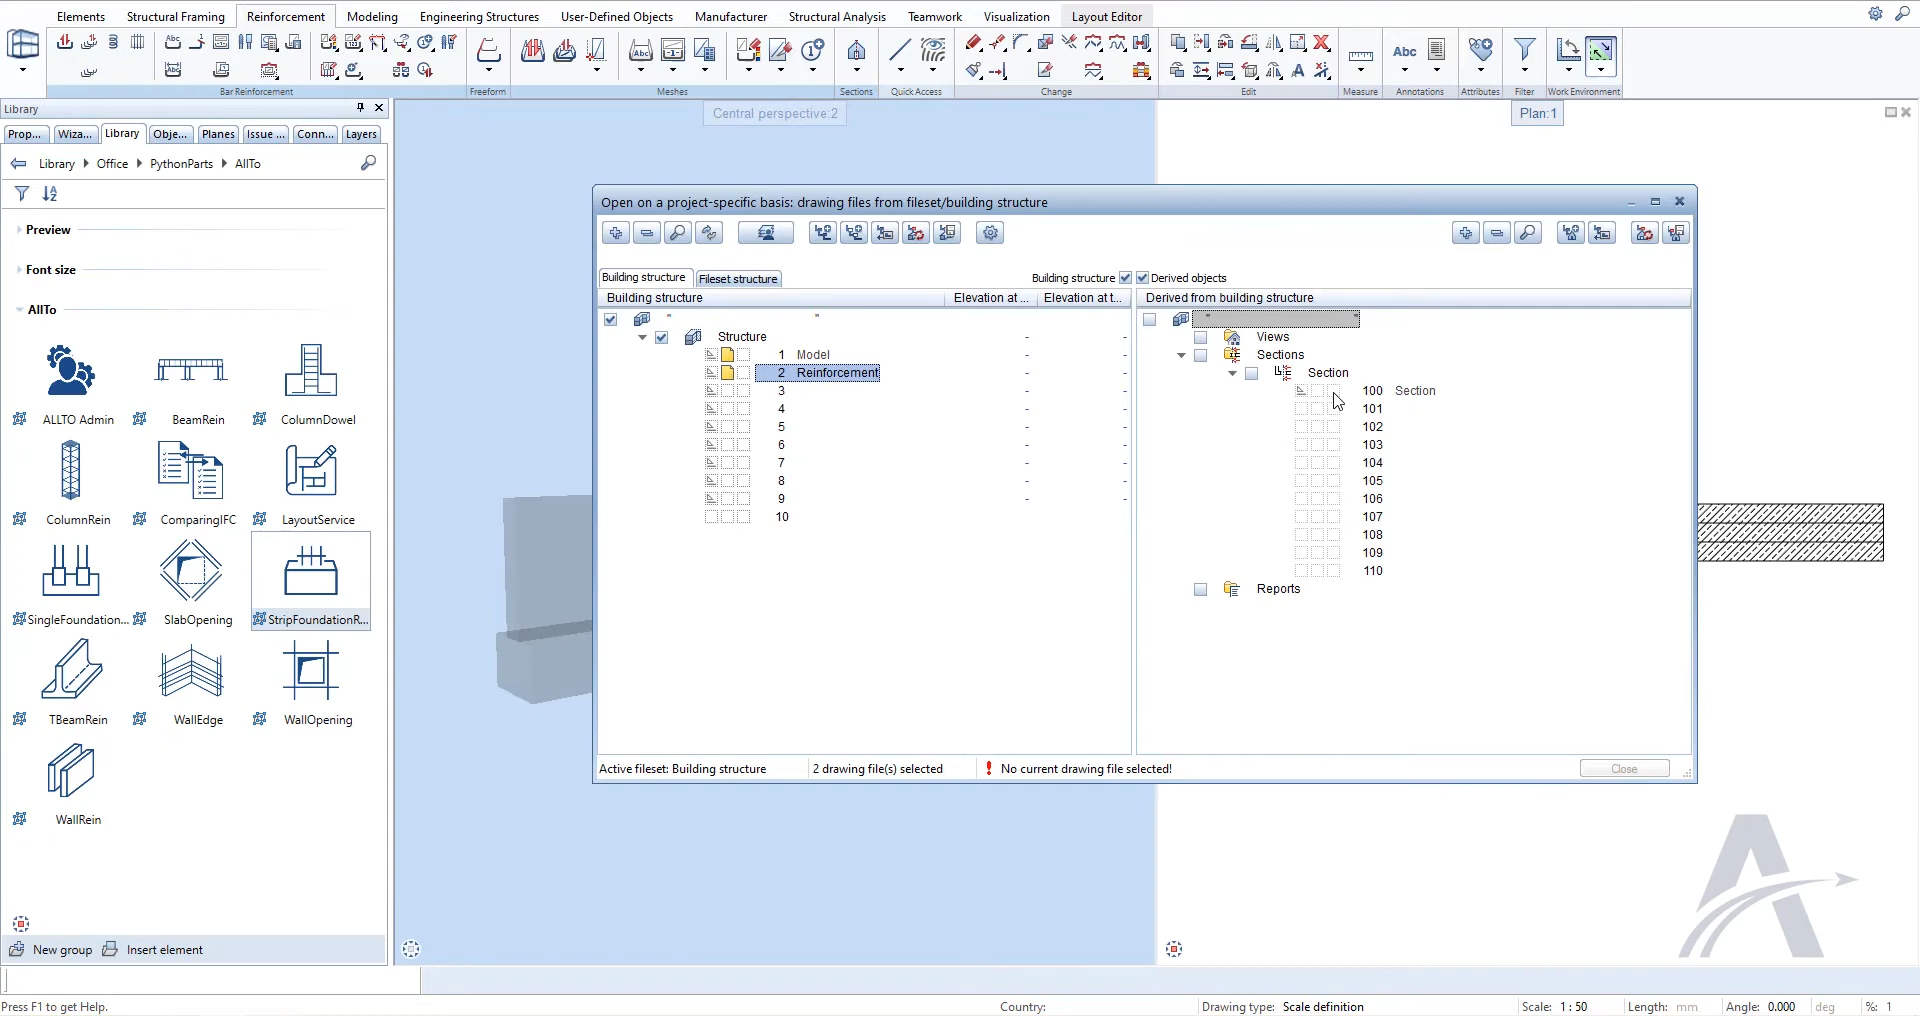 Elements Structural Framing Reinforcement Modeling Engineering Structures User-Defined Objects Manufacturer Structural Analysis Teamwork Visualization Layout Editor
Abc Abc Abc
Abc
Bar Reinforcement Freeform Meshes Sections Quick Access Change Edit Measure Annotations Attributes Filter Work Environment
Library
Prop... Wiza... Library Obje... Planes Issue ... Conn... Layers
Library Office PythonParts AllTo
Preview
Font size
AllTo
ALLTO Admin BeamRein ColumnDowel
ColumnRein ComparingIFC LayoutService
SingleFoundation... SlabOpening StripFoundationR...
TBeamRein WallEdge WallOpening
WallRein
New group Insert element
Central perspective:2
Plan:1
Open on a project-specific basis: drawing files from fileset/building structure
Building structure Fileset structure Building structure Derived objects
Building structure Elevation at ... Elevation at t...
" "
Structure - -
1 Model - -
2 Reinforcement - -
3 - -
4 - -
5 - -
6 - -
7 - -
8 - -
9 - -
10
Derived from building structure
" "
Views
Sections
Section
100 Section
101
102
103
104
105
106
107
108
109
110
Reports
Active fileset: Building structure 2 drawing file(s) selected ! No current drawing file selected! Close
Press F1 to get Help. Country: Drawing type: Scale definition Scale: 1 : 50 Length: mm Angle: 0.000 deg %: 1